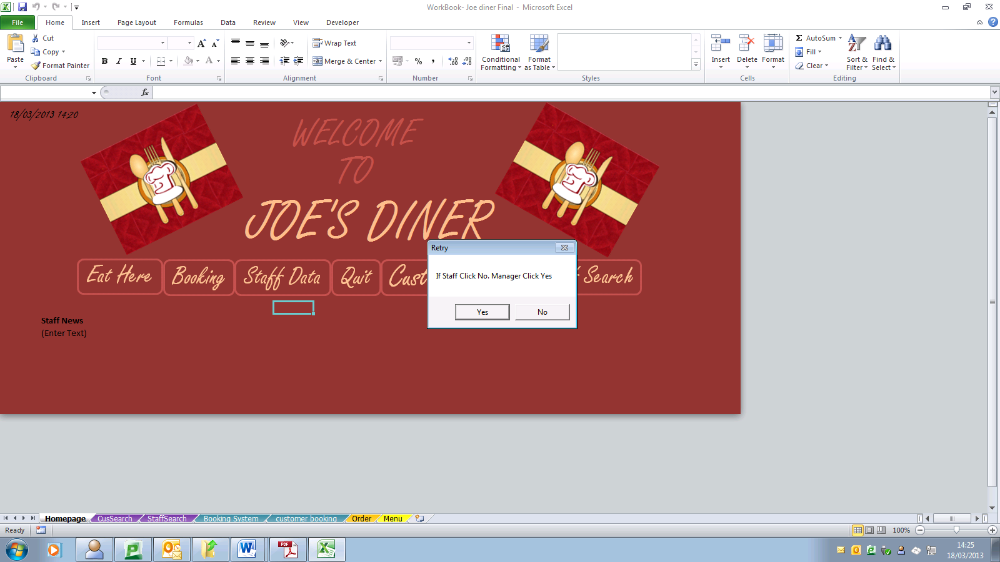 WorkBook- Joe diner Final - Microsoft Excel
File Home Insert Page Layout Formulas Data Review View Developer
Paste
Cut
Copy
Format Painter
Clipboard
B I U A
Font
Wrap Text
Merge & Center
Alignment
%
Number
Conditional Formatting
Format as Table
Styles
Insert Delete Format
Cells
AutoSum
Fill
Clear
Sort & Filter
Find & Select
Editing
fx
18/03/2013 14:20
WELCOME
TO
JOE'S DINER
Eat Here Booking Staff Data Quit Search
Retry
If Staff Click No. Manager Click Yes
Yes No
Staff News
(Enter Text)
Homepage CusSearch StaffSearch Booking System customer booking Order Menu
Ready 100%
14:25
18/03/2013